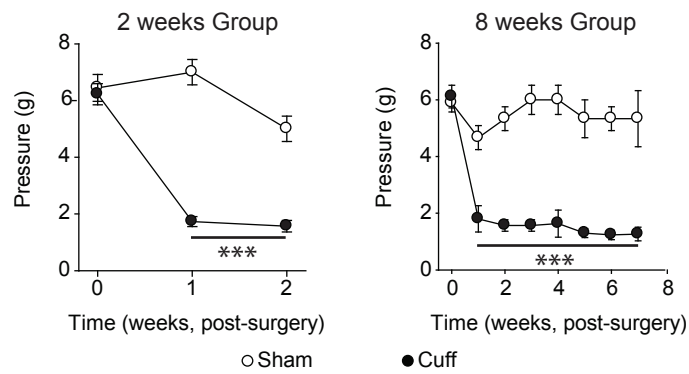 2 weeks Group
8 weeks Group
Pressure (g)
8
6
4
2
0
***
0
1
2
Time (weeks, post-surgery)
Pressure (g)
8
6
4
2
0
***
0
2
4
6
8
Time (weeks, post-surgery)
Sham
Cuff